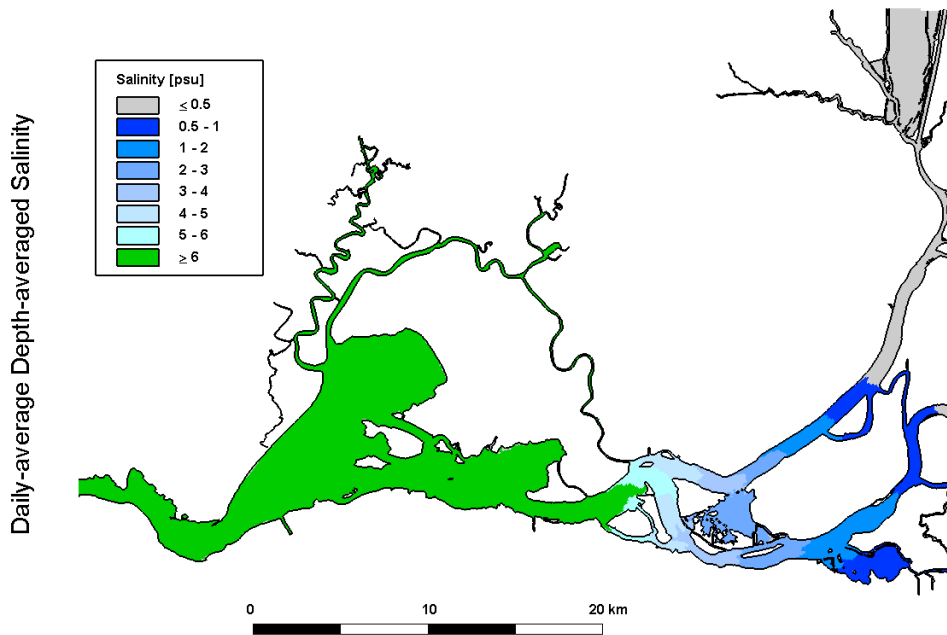 Daily-average Depth-averaged Salinity
Salinity [psu]
≤ 0.5
0.5 - 1
1 - 2
2 - 3
3 - 4
4 - 5
5 - 6
≥ 6
0 10 20 km